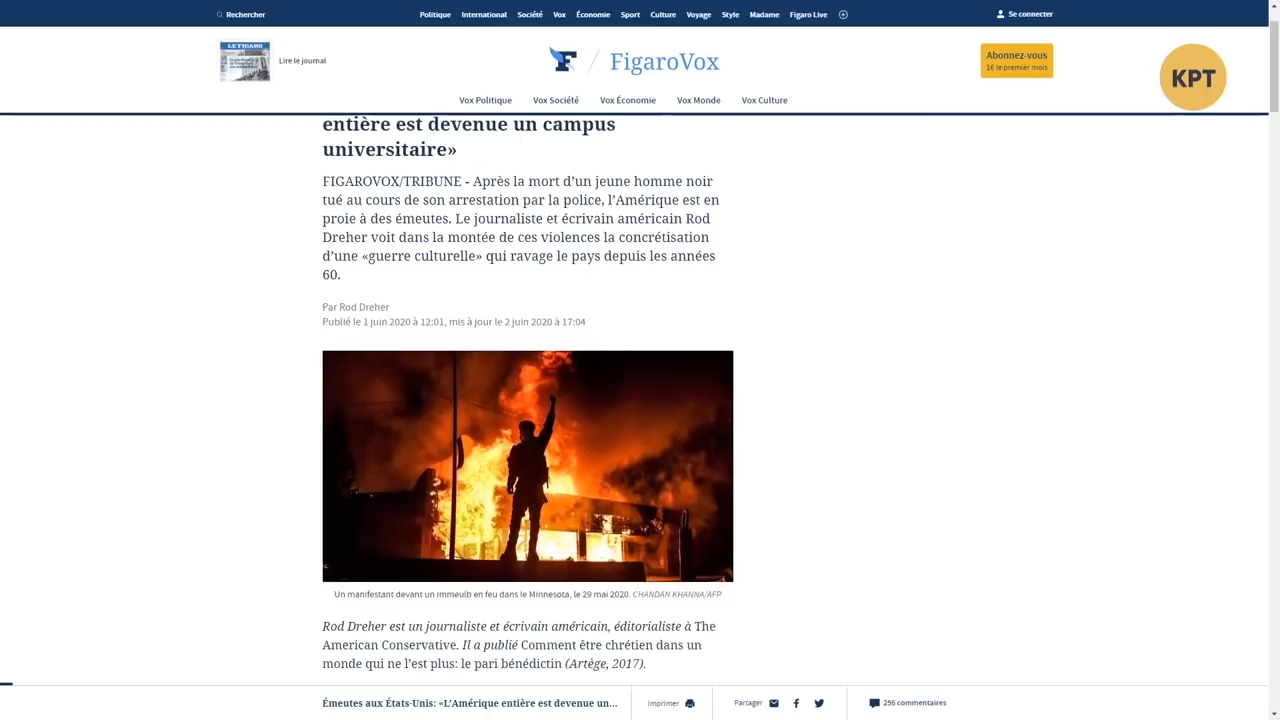 Rechercher
Politique International Société Vox Économie Sport Culture Voyage Style Madame Figaro Live
Se connecter
LE FIGARO
Lire le journal
FigaroVox
Abonnez-vous
1€ le premier mois
KPT
Vox Politique Vox Société Vox Économie Vox Monde Vox Culture
entière est devenue un campus
universitaire»
FIGAROVOX/TRIBUNE - Après la mort d’un jeune homme noir
tué au cours de son arrestation par la police, l’Amérique est en
proie à des émeutes. Le journaliste et écrivain américain Rod
Dreher voit dans la montée de ces violences la concrétisation
d’une «guerre culturelle» qui ravage le pays depuis les années
60.
Par Rod Dreher
Publié le 1 juin 2020 à 12:01, mis à jour le 2 juin 2020 à 17:04
Un manifestant devant un immeulb en feu dans le Minnesota, le 29 mai 2020. CHANDAN KHANNA/AFP
Rod Dreher est un journaliste et écrivain américain, éditorialiste à The
American Conservative. Il a publié Comment être chrétien dans un
monde qui ne l’est plus: le pari bénédictin (Artège, 2017).
Émeutes aux États-Unis: «L’Amérique entière est devenue un...
Imprimer
Partager
256 commentaires